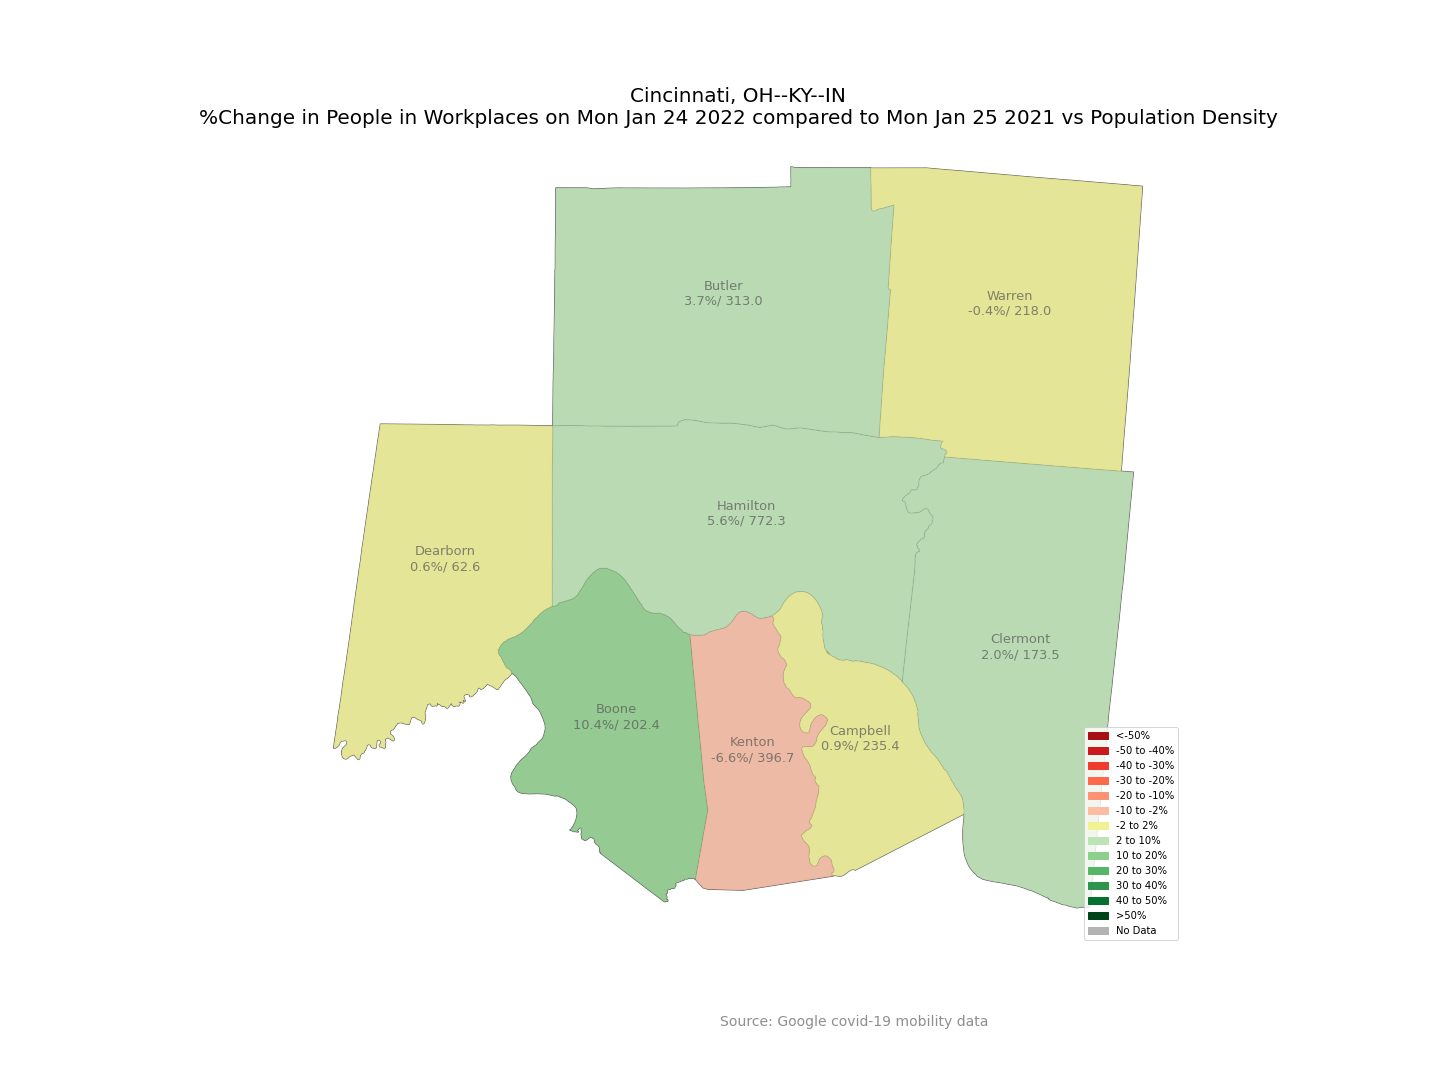 Cincinnati, OH--KY--IN
%Change in People in Workplaces on Mon Jan 24 2022 compared to Mon Jan 25 2021 vs Population Density
Butler
3.7%/ 313.0
Warren
-0.4%/ 218.0
Hamilton
5.6%/ 772.3
Dearborn
0.6%/ 62.6
Clermont
2.0%/ 173.5
Boone
10.4%/ 202.4
Kenton
-6.6%/ 396.7
Campbell
0.9%/ 235.4
<-50%
-50 to -40%
-40 to -30%
-30 to -20%
-20 to -10%
-10 to -2%
-2 to 2%
2 to 10%
10 to 20%
20 to 30%
30 to 40%
40 to 50%
>50%
No Data
Source: Google covid-19 mobility data